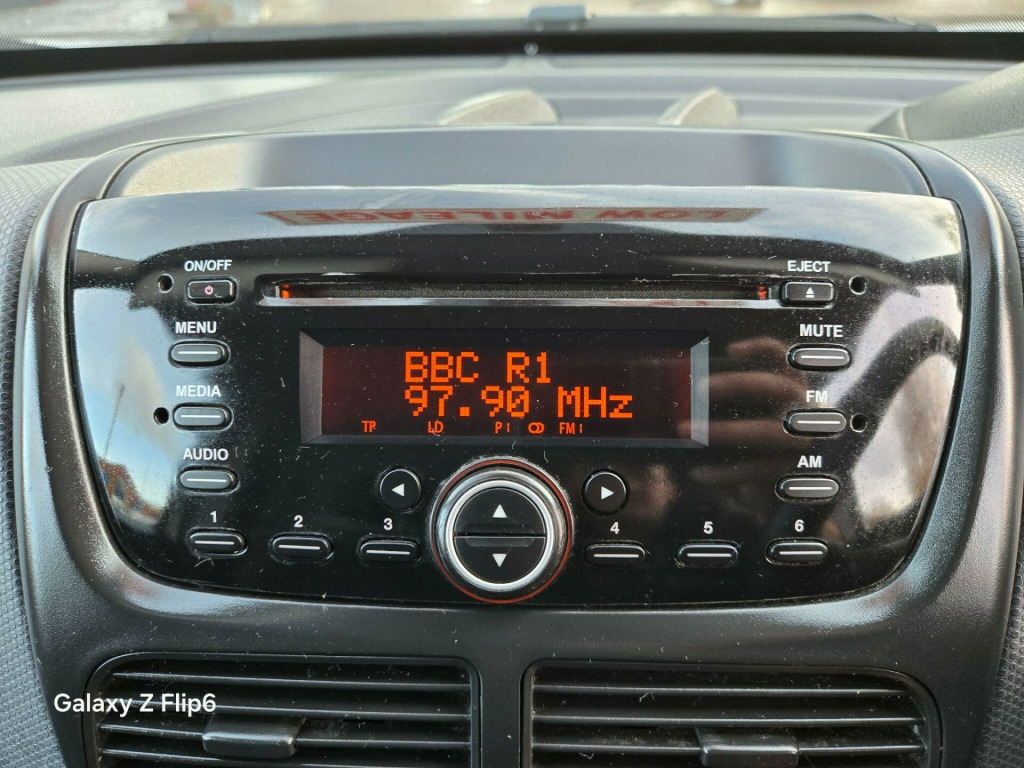 LOW MILEAGE
ON/OFF
EJECT
MENU
MUTE
BBC R1
97.90 MHz
MEDIA
FM
TP LD P1 FM1
AUDIO
AM
1 2 3 4 5 6
Galaxy Z Flip6